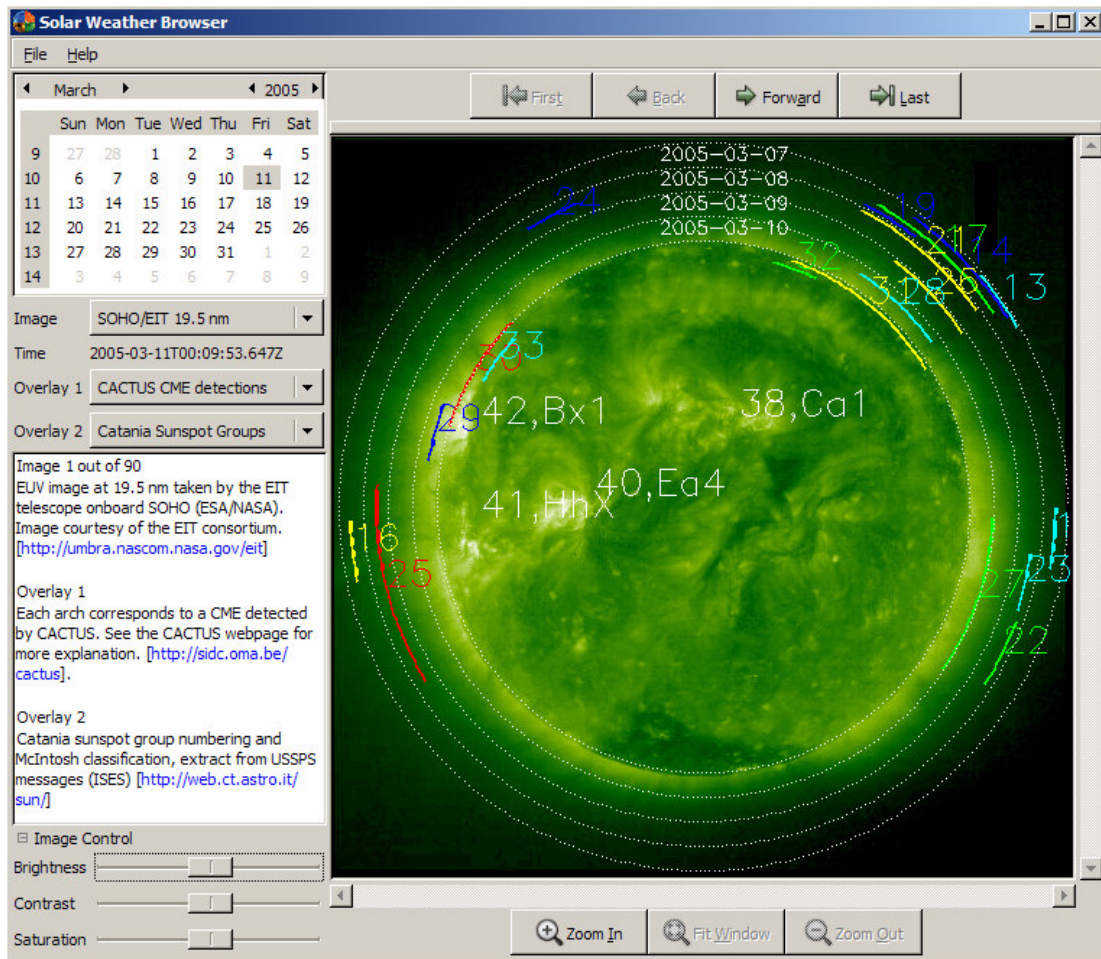 Solar Weather Browser
File Help
March 2005
Sun Mon Tue Wed Thu Fri Sat
9 27 28 1 2 3 4 5
10 6 7 8 9 10 11 12
11 13 14 15 16 17 18 19
12 20 21 22 23 24 25 26
13 27 28 29 30 31 1 2
14 3 4 5 6 7 8 9
Image SOHO/EIT 19.5 nm
Time 2005-03-11T00:09:53.647Z
Overlay 1 CACTUS CME detections
Overlay 2 Catania Sunspot Groups
Image 1 out of 90
EUV image at 19.5 nm taken by the EIT
telescope onboard SOHO (ESA/NASA).
Image courtesy of the EIT consortium.
[http://umbra.nascom.nasa.gov/eit]
Overlay 1
Each arch corresponds to a CME detected
by CACTUS. See the CACTUS webpage for
more explanation. [http://sidc.oma.be/
cactus].
Overlay 2
Catania sunspot group numbering and
McIntosh classification, extract from USSPS
messages (ISES) [http://web.ct.astro.it/
sun/]
Image Control
Brightness
Contrast
Saturation
First Back Forward Last
2005-03-07
2005-03-08
2005-03-09
2005-03-10
24
19
17
14
13
32
28
33
29
42,Bx1
38,Ca1
40,Ea4
41,HhX
16
25
23
27
22
Zoom In Fit Window Zoom Out